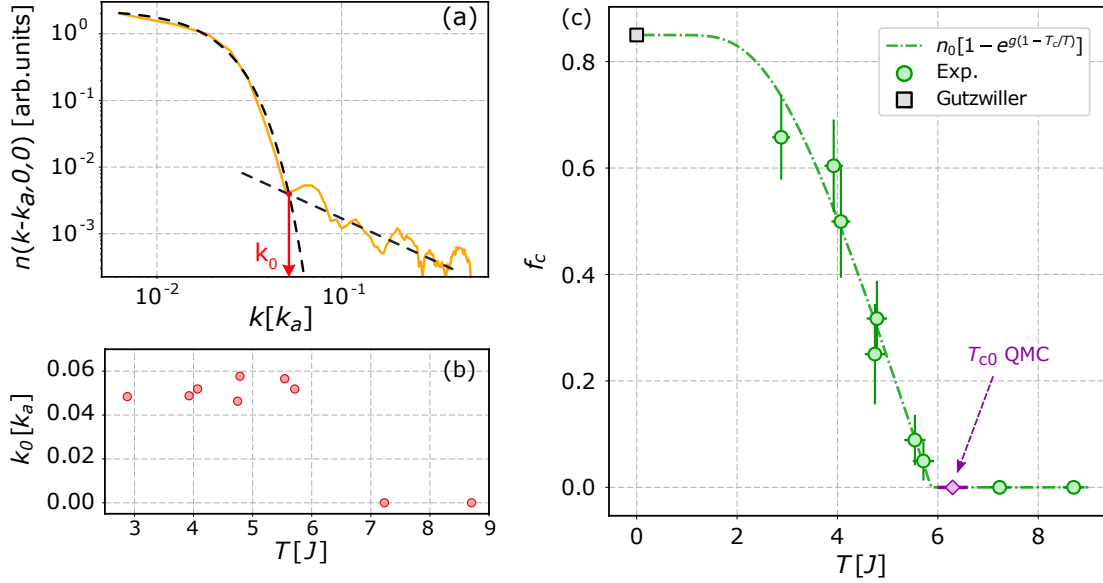 (a)
n(k-kₐ,0,0) [arb.units]
10⁰
10⁻¹
10⁻²
10⁻³
k₀
10⁻² 10⁻¹
k[kₐ]
(b)
k₀[kₐ]
0.06
0.04
0.02
0.00
3 4 5 6 7 8 9
T[J]
(c)
n₀[1−e^{g(1−T_c/T)}]
Exp.
Gutzwiller
f_c
0.8
0.6
0.4
0.2
0.0
T_{c0} QMC
0 2 4 6 8
T[J]